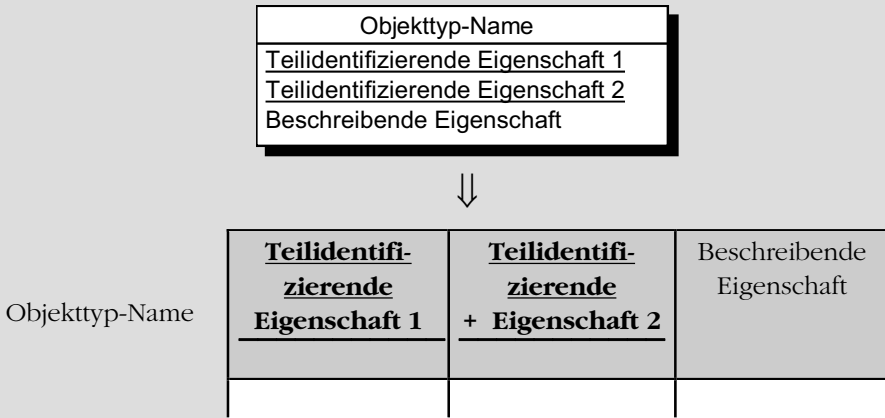 Objekttyp-Name
Teilidentifizierende Eigenschaft 1
Teilidentifizierende Eigenschaft 2
Beschreibende Eigenschaft
⇓
Objekttyp-Name
Teilidentifi-
zierende
Eigenschaft 1
Teilidentifi-
zierende
+ Eigenschaft 2
Beschreibende
Eigenschaft